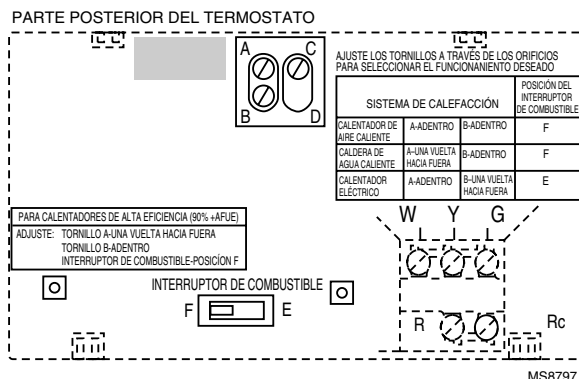 PARTE POSTERIOR DEL TERMOSTATO
A C
B D
AJUSTE LOS TORNILLOS A TRAVÉS DE LOS ORIFICIOS
PARA SELECCIONAR EL FUNCIONANIENTO DESEADO
SISTEMA DE CALEFACCIÓN
POSICIÓN DEL
INTERRUPTOR
DE COMBUSTIBLE
CALENTADOR DE
AIRE CALIENTE
A-ADENTRO
B-ADENTRO
F
CALDERA DE
AGUA CALIENTE
A–UNA VUELTA
HACIA FUERA
B-ADENTRO
F
CALENTADOR
ELÉCTRICO
A-ADENTRO
B–UNA VUELTA
HACIA FUERA
E
PARA CALENTADORES DE ALTA EFICIENCIA (90% +AFUE)
ADJUSTE: TORNILLO A-UNA VUELTA HACIA FUERA
TORNILLO B-ADENTRO
INTERRUPTOR DE COMBUSTIBLE-POSICÍON F
W Y G
INTERRUPTOR DE COMBUSTIBLE
F E
R Rc
MS8797